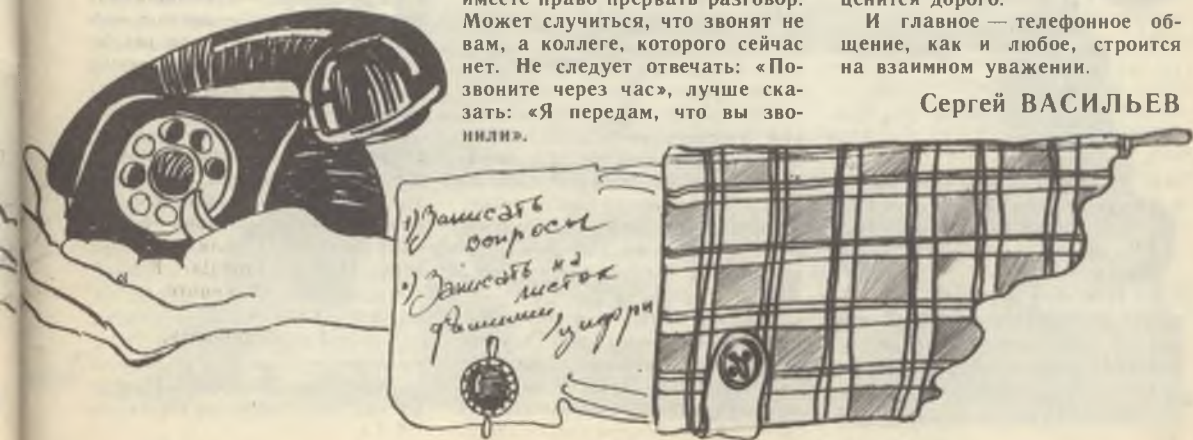 имеете право прервать разговор.
Может случиться, что звонят не
вам, а коллеге, которого сейчас
нет. Не следует отвечать: «По-
звоните через час», лучше ска-
зать: «Я передам, что вы зво-
нили».
ценится дорого.
И главное — телефонное об-
щение, как и любое, строится
на взаимном уважении.
Сергей ВАСИЛЬЕВ
1) Записать
вопросы
Записать на
листок
фамилии, цифры